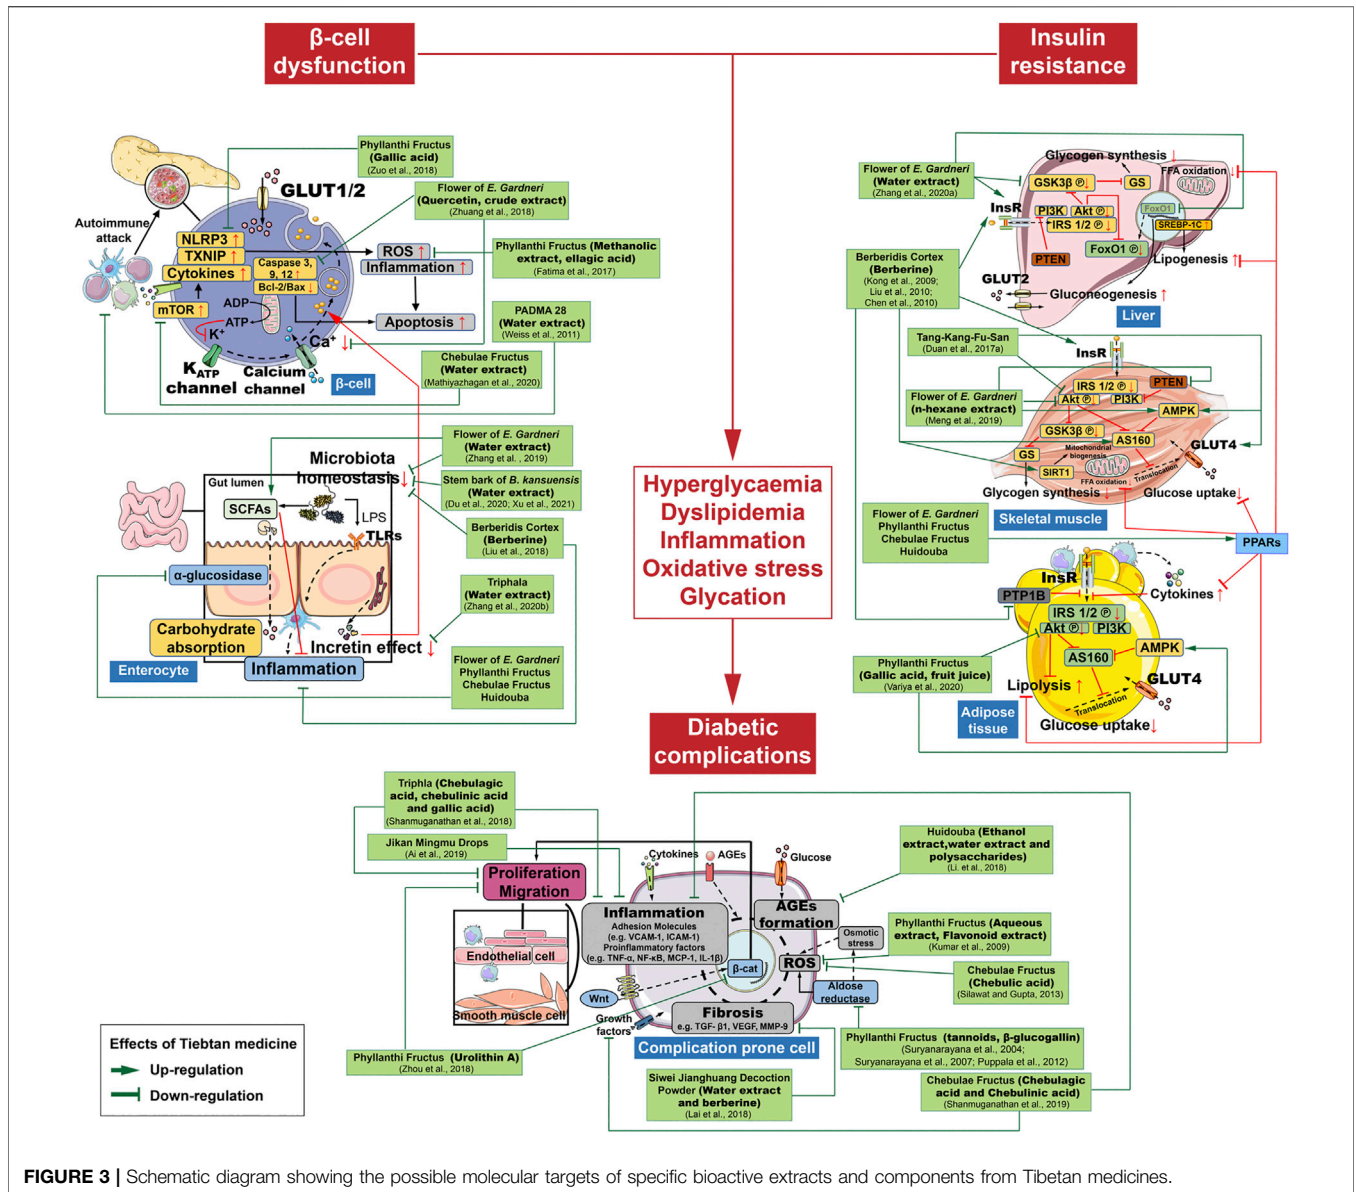 β-cell
dysfunction
Insulin
resistance
Phyllanthi Fructus
(Gallic acid)
(Zuo et al., 2018)
GLUT1/2
Flower of E. Gardneri
(Quercetin, crude extract)
(Zhuang et al., 2018)
Autoimmune
attack
NLRP3 ↑
TXNIP ↑
Cytokines ↑
mTOR ↑
Caspase 3,
9, 12 ↑
Bcl-2/Bax ↓
ROS ↑
Inflammation ↑
Apoptosis ↑
Phyllanthi Fructus (Methanolic
extract, ellagic acid)
(Fatima et al., 2017)
ADP
ATP
K+
Ca+ ↓
KATP
channel
Calcium
channel
β-cell
PADMA 28
(Water extract)
(Weiss et al., 2011)
Chebulae Fructus
(Water extract)
(Mathiyazhagan et al., 2020)
Flower of E. Gardneri
(Water extract)
(Zhang et al. , 2019)
Stem bark of B. kansuensis
(Water extract)
(Du et al., 2020; Xu et al., 2021)
Berberidis Cortex
(Berberine)
(Liu et al., 2018)
Triphala
(Water extract)
(Zhang et al., 2020b)
Flower of E. Gardneri
Phyllanthi Fructus
Chebulae Fructus
Huidouba
Gut lumen
Microbiota
homeostasis ↓
SCFAs
LPS
TLRs
α-glucosidase
Carbohydrate
absorption
Enterocyte
Inflammation
Incretin effect ↓
Hyperglycaemia
Dyslipidemia
Inflammation
Oxidative stress
Glycation
Diabetic
complications
Flower of E. Gardneri
(Water extract)
(Zhang et al., 2020a)
Berberidis Cortex
(Berberine)
(Kong et al., 2009;
Liu et al., 2010;
Chen et al., 2010)
Glycogen synthesis ↓
FFA oxidation ↓
GSK3β P ↓
GS
InsR
PI3K
Akt P ↓
IRS 1/2 P ↓
FoxO1
SREBP-1C ↑
FoxO1 P ↓
PTEN
Lipogenesis ↑
GLUT2
Gluconeogenesis ↑
Liver
Tang-Kang-Fu-San
(Duan et al., 2017a)
Flower of E. Gardneri
(n-hexane extract)
(Meng et al., 2019)
InsR
IRS 1/2 P ↓
PTEN
Akt P ↓
PI3K
AMPK
GSK3β P ↓
AS160
GLUT4
GS
Mitochondrial
biogenesis
SIRT1
FFA oxidation ↓
Translocation
Glycogen synthesis ↓
Glucose uptake ↓
Skeletal muscle
Flower of E. Gardneri
Phyllanthi Fructus
Chebulae Fructus
Huidouba
PPARs
InsR
PTP1B
Cytokines ↑
IRS 1/2 P ↓
Akt P ↓
PI3K
AS160
AMPK
Phyllanthi Fructus
(Gallic acid, fruit juice)
(Variya et al., 2020)
Lipolysis ↑
GLUT4
Translocation
Glucose uptake ↓
Adipose
tissue
Triphla (Chebulagic
acid, chebulinic acid
and gallic acid)
(Shanmuganathan et al., 2018)
Jikan Mingmu Drops
(Ai et al., 2019)
Proliferation
Migration
Endothelial cell
Smooth muscle cell
Cytokines
AGEs
Glucose
Inflammation
Adhesion Molecules
(e.g. VCAM-1, ICAM-1)
Proinflammatory factors
(e.g. TNF-α, NF-κB, MCP-1, IL-1β)
AGEs
formation
Osmotic
stress
β-cat
ROS
Wnt
Aldose
reductase
Growth
factors
Fibrosis
e.g. TGF- β1, VEGF, MMP-9
Complication prone cell
Huidouba (Ethanol
extract,water extract and
polysaccharides)
(Li. et al., 2018)
Phyllanthi Fructus (Aqueous
extract, Flavonoid extract)
(Kumar et al., 2009)
Chebulae Fructus
(Chebulic acid)
(Silawat and Gupta, 2013)
Phyllanthi Fructus (tannoids, β-glucogallin)
(Suryanarayana et al., 2004;
Suryanarayana et al., 2007; Puppala et al., 2012)
Chebulae Fructus (Chebulagic
acid and Chebulinic acid)
(Shanmuganathan et al., 2019)
Phyllanthi Fructus (Urolithin A)
(Zhou et al., 2018)
Siwei Jianghuang Decoction
Powder (Water extract
and berberine)
(Lai et al., 2018)
Effects of Tiebtan medicine
Up-regulation
Down-regulation
FIGURE 3 | Schematic diagram showing the possible molecular targets of specific bioactive extracts and components from Tibetan medicines.